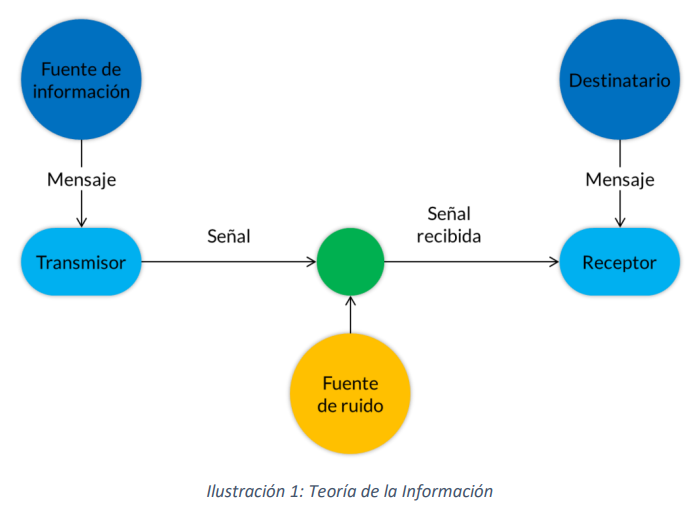 Fuente de
información
Destinatario
Mensaje
Mensaje
Transmisor
Señal
Señal
recibida
Receptor
Fuente
de ruido
Ilustración 1: Teoría de la Información